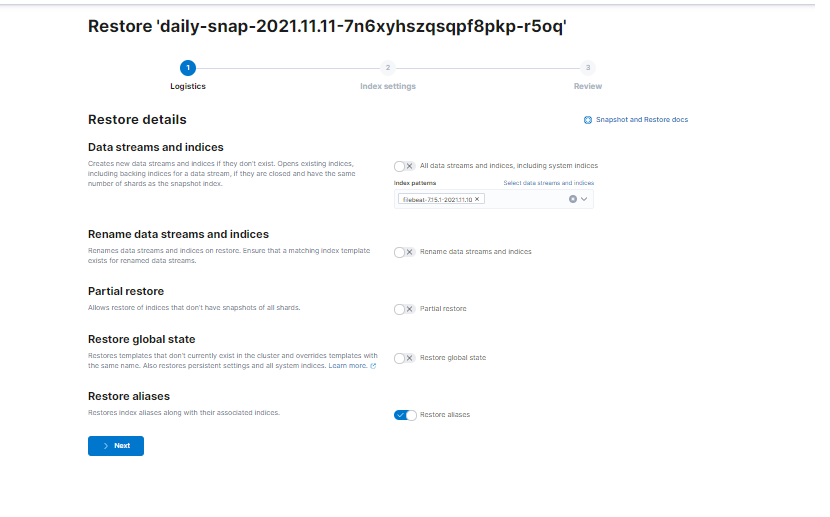 Restore 'daily-snap-2021.11.11-7n6xyhszqsqpf8pkp-r5oq'
1
2
3
Logistics
Index settings
Review
Restore details
Snapshot and Restore docs
Data streams and indices
Creates new data streams and indices if they don't exist. Opens existing indices,
including backing indices for a data stream, if they are closed and have the same
number of shards as the snapshot index.
All data streams and indices, including system indices
Index patterns
Select data streams and indices
filebeat-7.15.1-2021.11.10
Rename data streams and indices
Renames data streams and indices on restore. Ensure that a matching index template
exists for renamed data streams.
Rename data streams and indices
Partial restore
Allows restore of indices that don't have snapshots of all shards.
Partial restore
Restore global state
Restores templates that don't currently exist in the cluster and overrides templates with
the same name. Also restores persistent settings and all system indices. Learn more.
Restore global state
Restore aliases
Restores index aliases along with their associated indices.
Restore aliases
Next